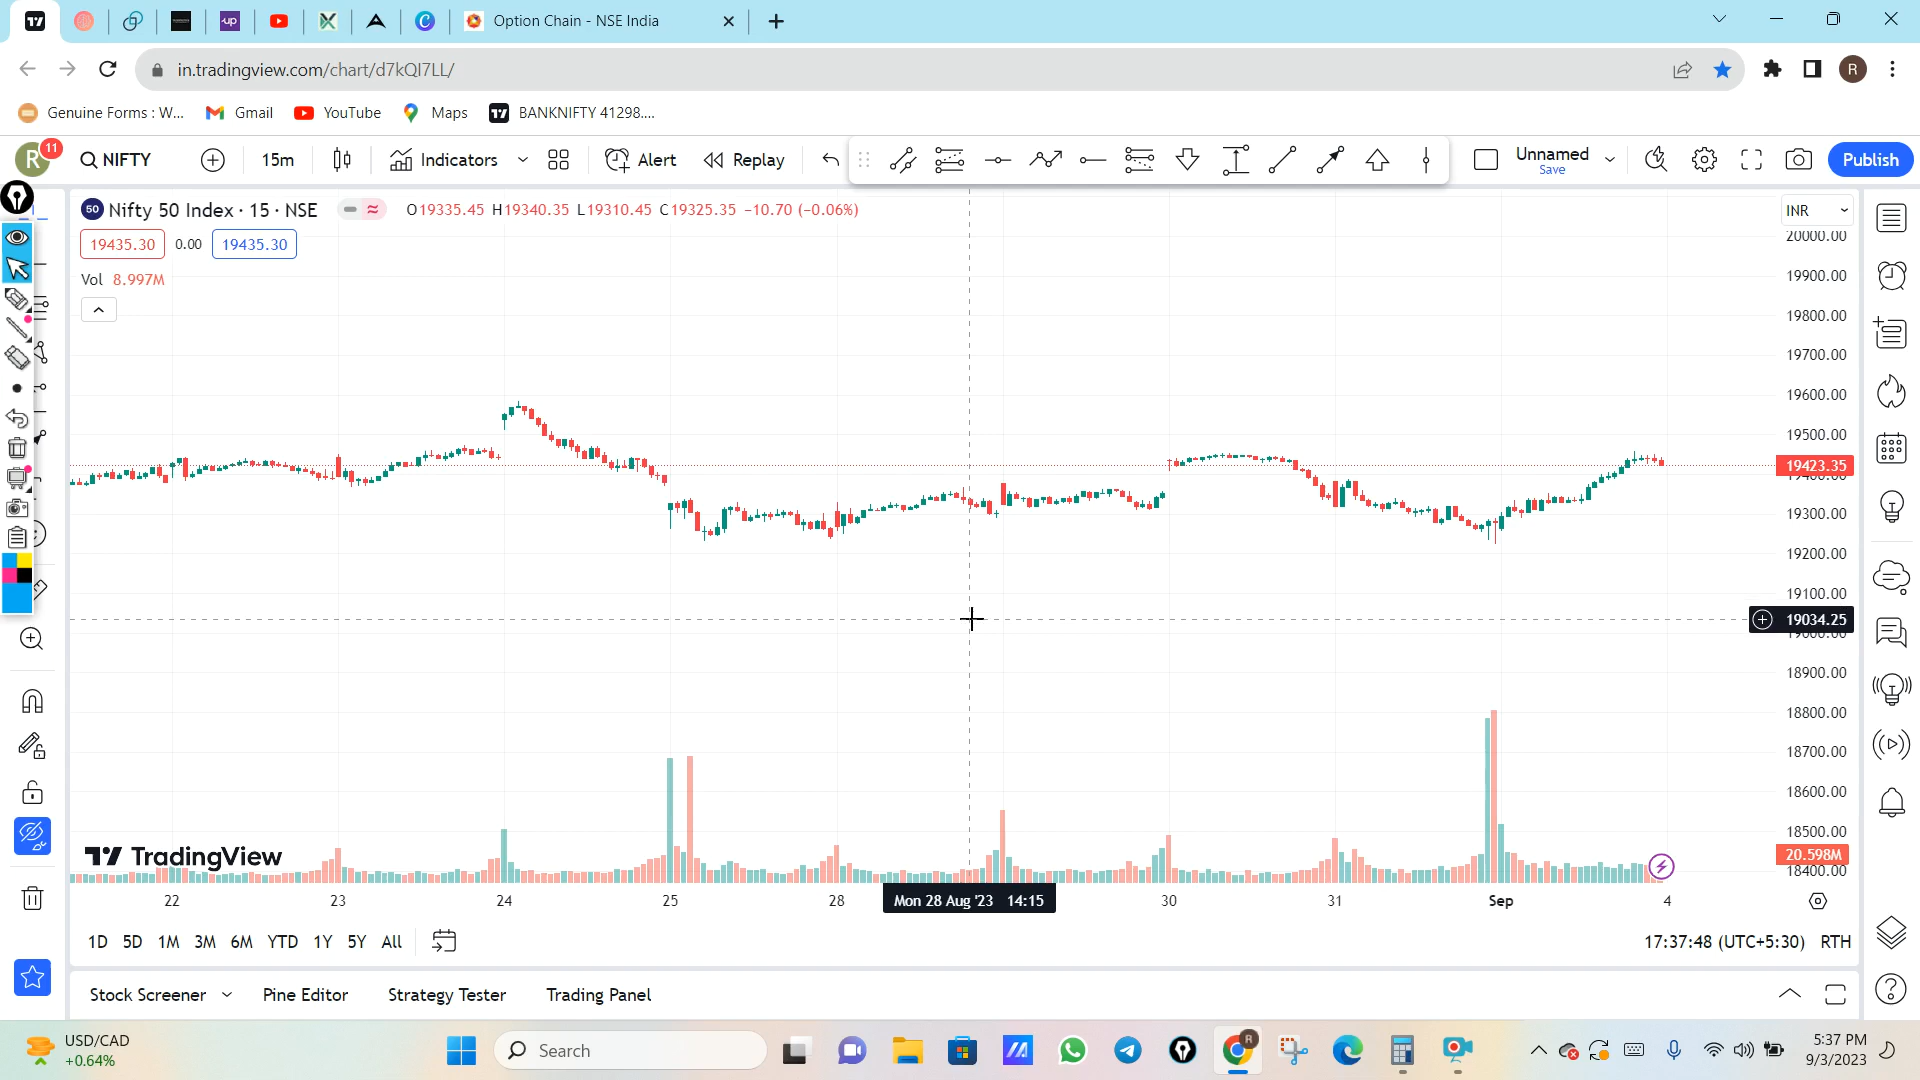 Option Chain - NSE India
in.tradingview.com/chart/d7kQI7LL/
R
Genuine Forms : W...
Gmail
YouTube
Maps
BANKNIFTY 41298....
R
11
NIFTY
15m
Indicators
Alert
Replay
Unnamed
Save
Publish
50
Nifty 50 Index · 15 · NSE
O19335.45 H19340.35 L19310.45 C19325.35 −10.70 (−0.06%)
INR
19435.30
0.00
19435.30
Vol 8.997M
20000.00
19900.00
19800.00
19700.00
19600.00
19500.00
19423.35
19400.00
19300.00
19200.00
19100.00
19034.25
19000.00
18900.00
18800.00
18700.00
18600.00
18500.00
20.598M
18400.00
TradingView
22
23
24
25
28
Mon 28 Aug '23 14:15
30
31
Sep
4
1D 5D 1M 3M 6M YTD 1Y 5Y All
17:37:48 (UTC+5:30) RTH
Stock Screener
Pine Editor
Strategy Tester
Trading Panel
USD/CAD
+0.64%
Search
R
5:37 PM
9/3/2023